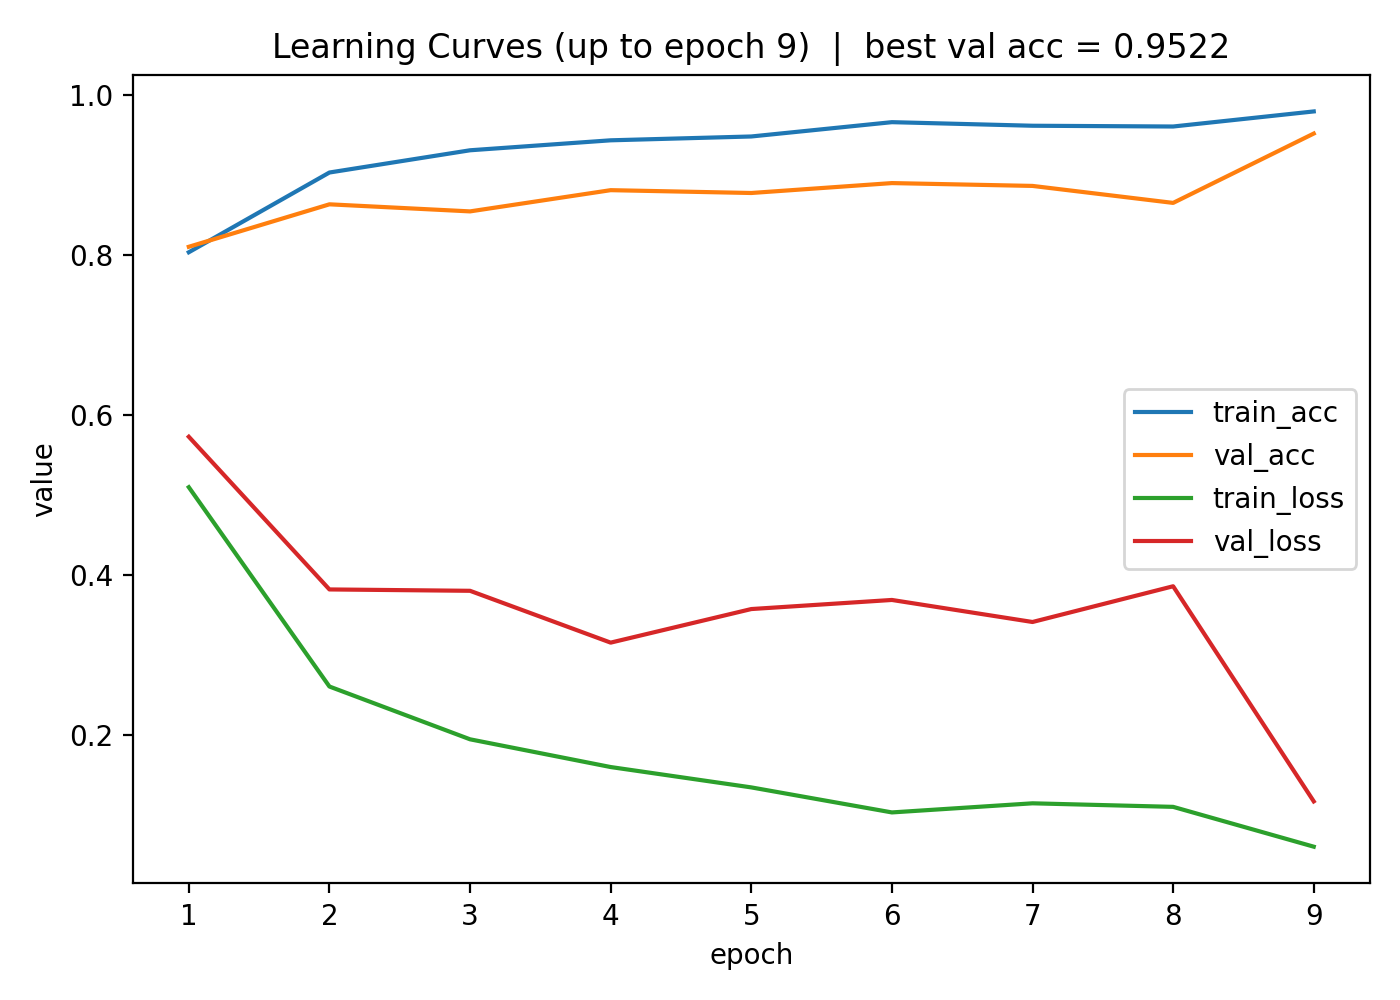 Learning Curves (up to epoch 9) | best val acc = 0.9522
1.0
0.8
0.6
0.4
0.2
value
train_acc
val_acc
train_loss
val_loss
1 2 3 4 5 6 7 8 9
epoch